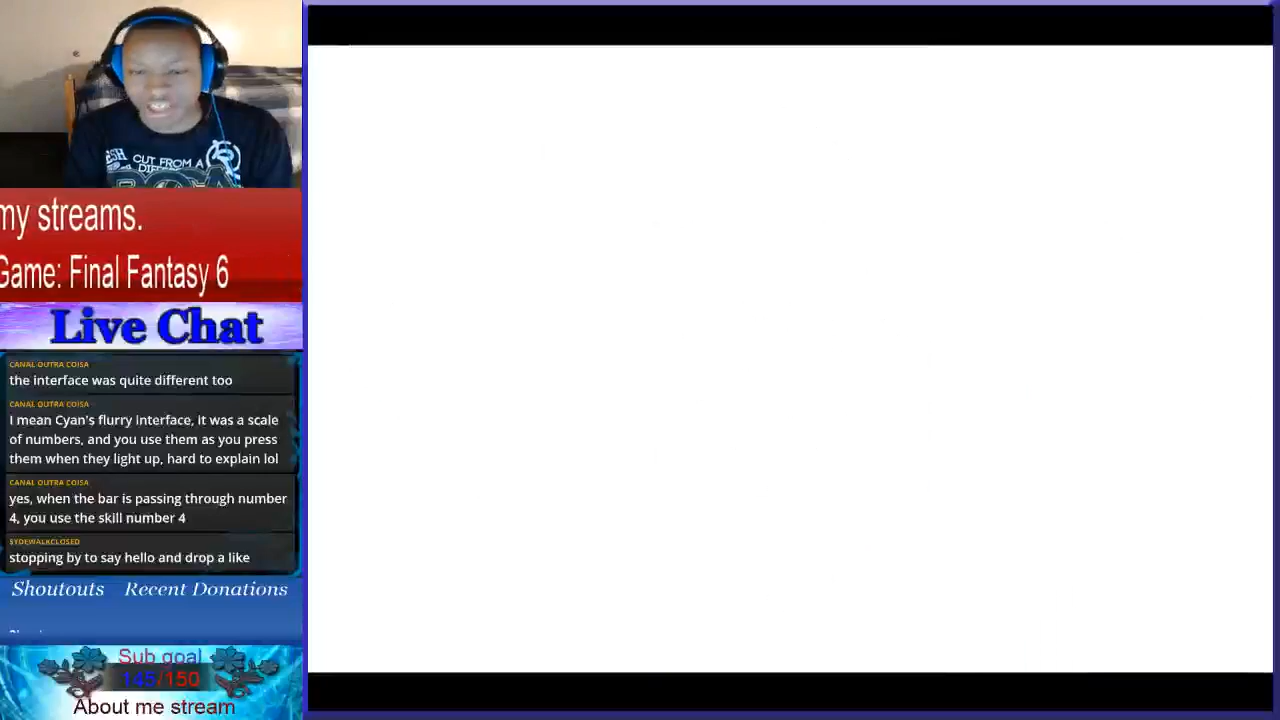 CUT FROM A
my streams.
Game: Final Fantasy 6
Live Chat
CANAL OUTRA COISA
the interface was quite different too
CANAL OUTRA COISA
I mean Cyan's flurry interface, it was a scale
of numbers, and you use them as you press
them when they light up, hard to explain lol
CANAL OUTRA COISA
yes, when the bar is passing through number
4, you use the skill number 4
SYDEWALKCLOSED
stopping by to say hello and drop a like
Shoutouts Recent Donations
Sub goal
145/150
About me stream